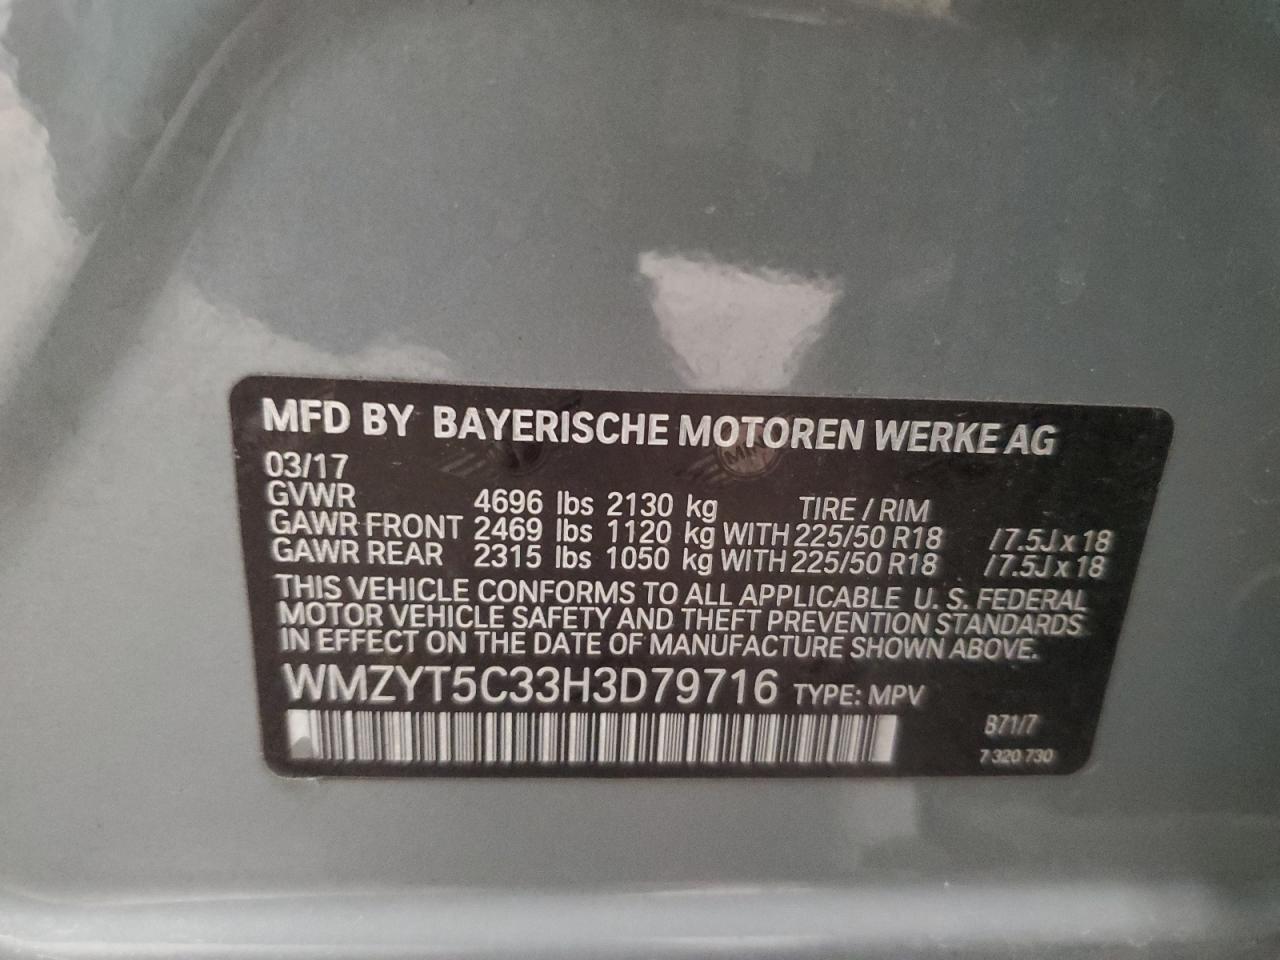 MFD BY BAYERISCHE MOTOREN WERKE AG
03/17
GVWR 4696 lbs 2130 kg TIRE / RIM
GAWR FRONT 2469 lbs 1120 kg WITH 225/50 R18 / 7.5J x 18
GAWR REAR 2315 lbs 1050 kg WITH 225/50 R18 / 7.5J x 18
THIS VEHICLE CONFORMS TO ALL APPLICABLE U. S. FEDERAL
MOTOR VEHICLE SAFETY AND THEFT PREVENTION STANDARDS
IN EFFECT ON THE DATE OF MANUFACTURE SHOWN ABOVE.
WMZYT5C33H3D79716 TYPE: MPV
B71/7
7 320 730